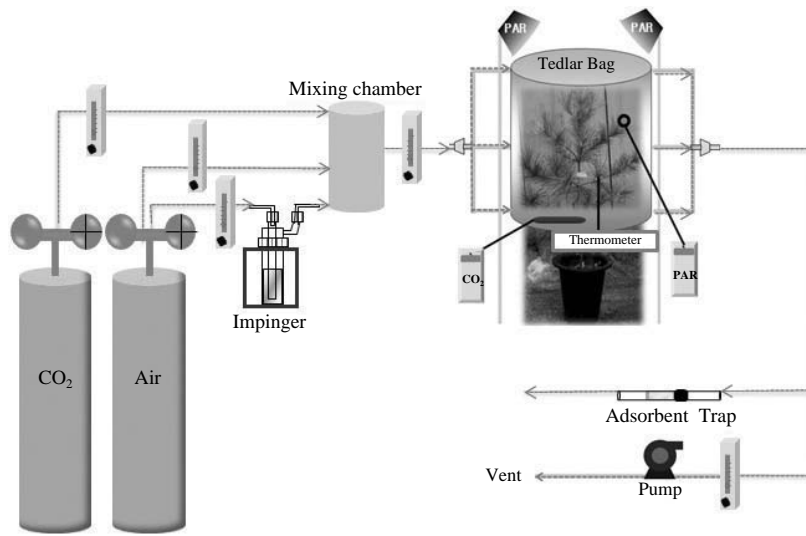 PAR
PAR
Tedlar Bag
Mixing chamber
Thermometer
CO₂
PAR
Impinger
CO₂
Air
Adsorbent Trap
Vent
Pump